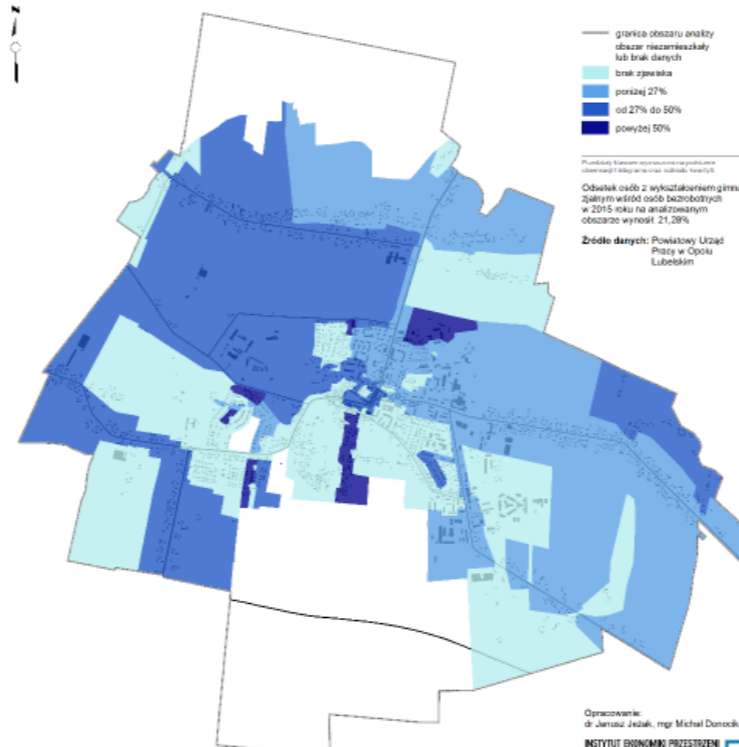 N
granica obszaru analizy
obszar niezamieszkały
lub brak danych
brak zjawiska
poniżej 27%
od 27% do 50%
powyżej 50%
Odsetek osób z wykształceniem gimna
zjalnym wśród osób bezrobotnych
w 2015 roku na analizowanym
obszarze wynosił: 21,28%
Źródło danych: Powiatowy Urząd
Pracy w Opolu
Lubelskim
Opracowanie:
dr Janusz Jeżak, mgr Michał Donocik
INSTYTUT EKONOMIKI PRZESTRZENI